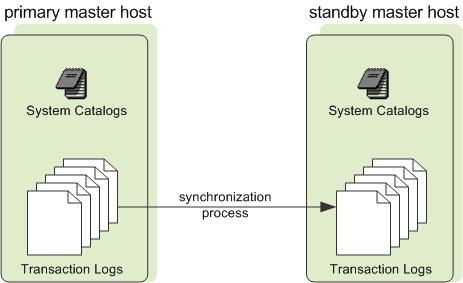 primary master host
standby master host
System Catalogs
System Catalogs
synchronization
process
Transaction Logs
Transaction Logs